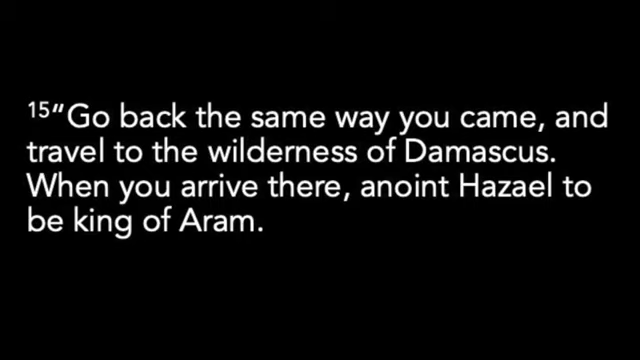 15"Go back the same way you came, and
travel to the wilderness of Damascus.
When you arrive there, anoint Hazael to
be king of Aram.